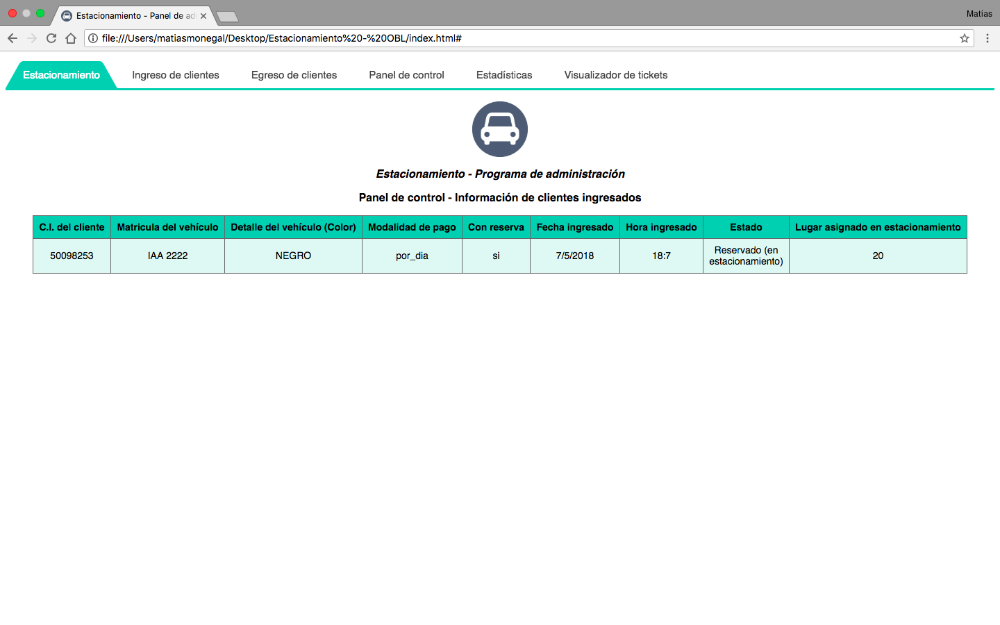 Estacionamiento - Panel de ad
Matías
file:///Users/matiasmonegal/Desktop/Estacionamiento%20-%20OBL/index.html#
Estacionamiento Ingreso de clientes Egreso de clientes Panel de control Estadísticas Visualizador de tickets
Estacionamiento - Programa de administración
Panel de control - Información de clientes ingresados
C.I. del cliente Matricula del vehículo Detalle del vehículo (Color) Modalidad de pago Con reserva Fecha ingresado Hora ingresado Estado Lugar asignado en estacionamiento
50098253 IAA 2222 NEGRO por_dia si 7/5/2018 18:7 Reservado (en
estacionamiento) 20